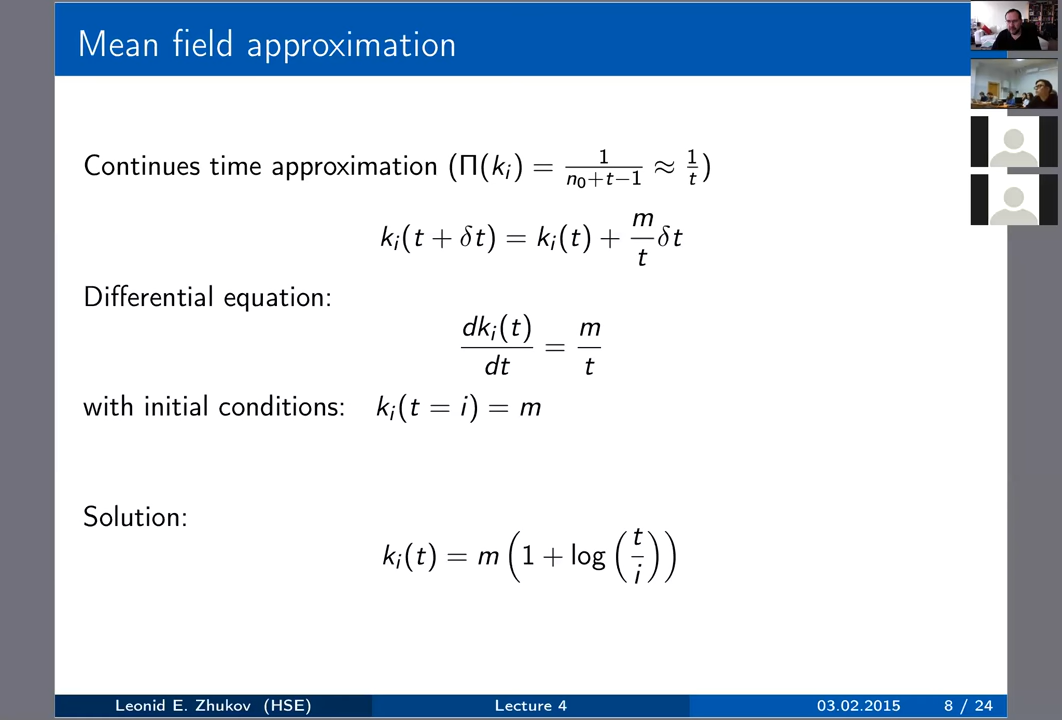 Mean field approximation
Continues time approximation (Π(k_i) = 1/(n_0+t−1) ≈ 1/t)
k_i(t + δt) = k_i(t) + m/t δt
Differential equation:
dk_i(t)/dt = m/t
with initial conditions: k_i(t = i) = m
Solution:
k_i(t) = m(1 + log(t/i))
Leonid E. Zhukov (HSE) Lecture 4 03.02.2015 8 / 24